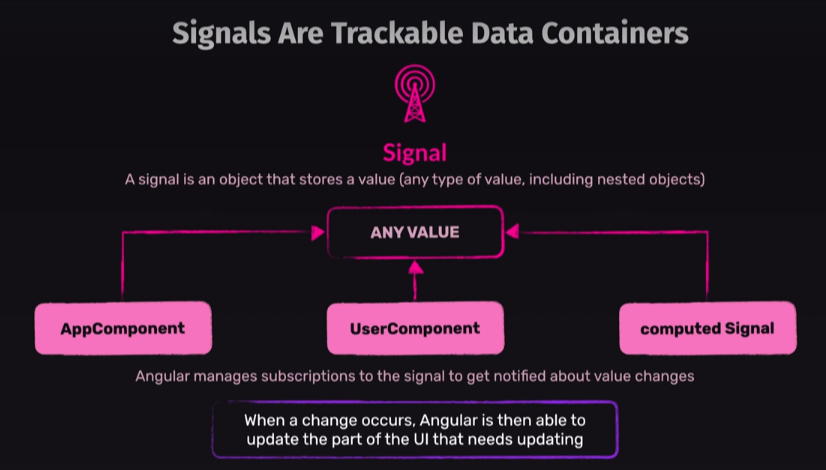 Signals Are Trackable Data Containers
Signal
A signal is an object that stores a value (any type of value, including nested objects)
ANY VALUE
AppComponent
UserComponent
computed Signal
Angular manages subscriptions to the signal to get notified about value changes
When a change occurs, Angular is then able to
update the part of the UI that needs updating